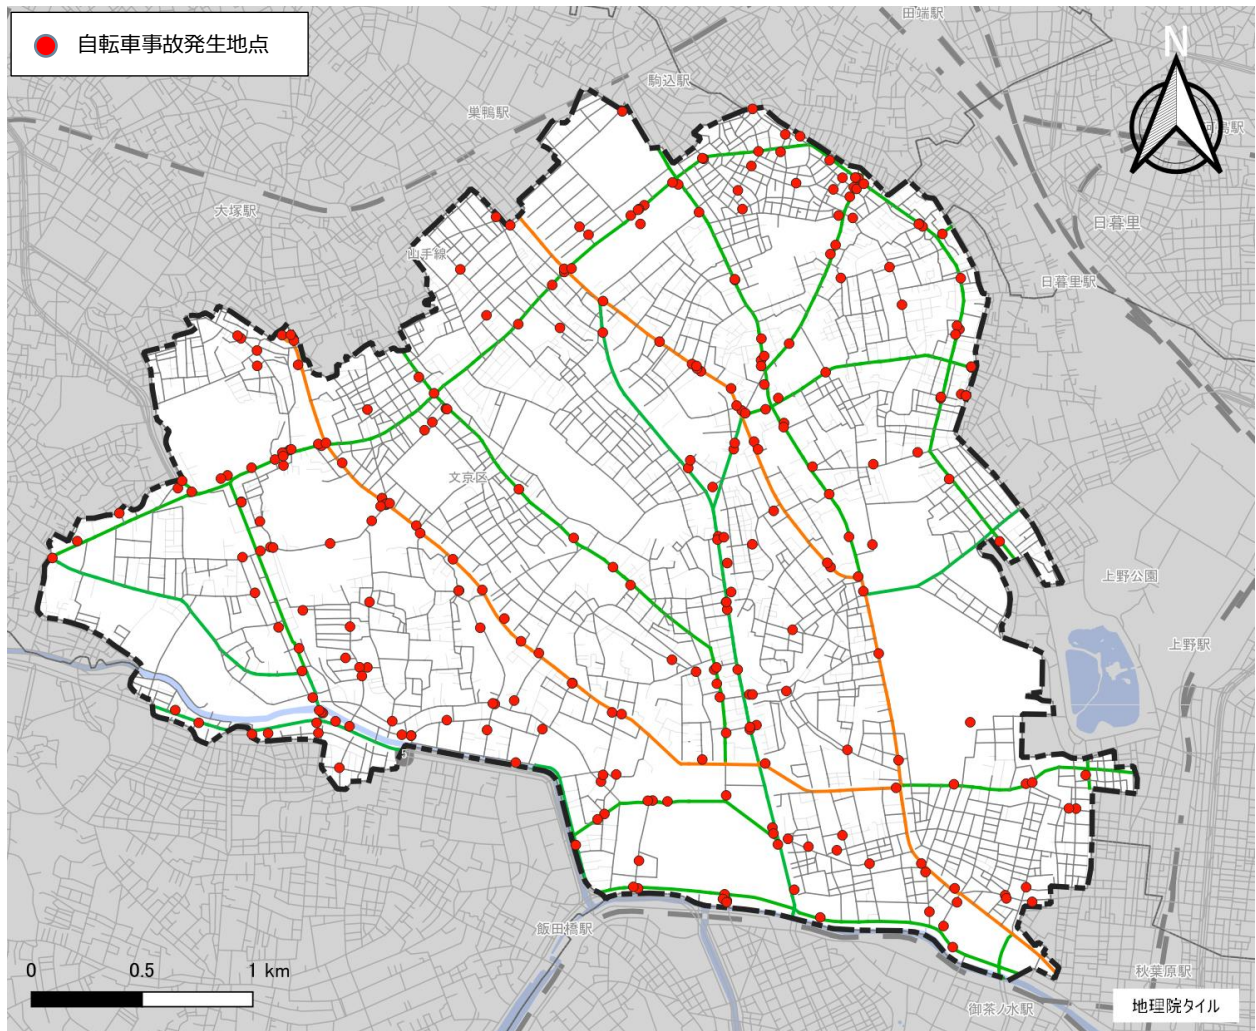 自転車事故発生地点
田端駅
N
駒込駅
巣鴨駅
大塚駅
日暮里
山手線
日暮里駅
文京区
上野公園
上野駅
飯田橋駅
秋葉原駅
御茶ノ水駅
0 0.5 1 km
地理院タイル